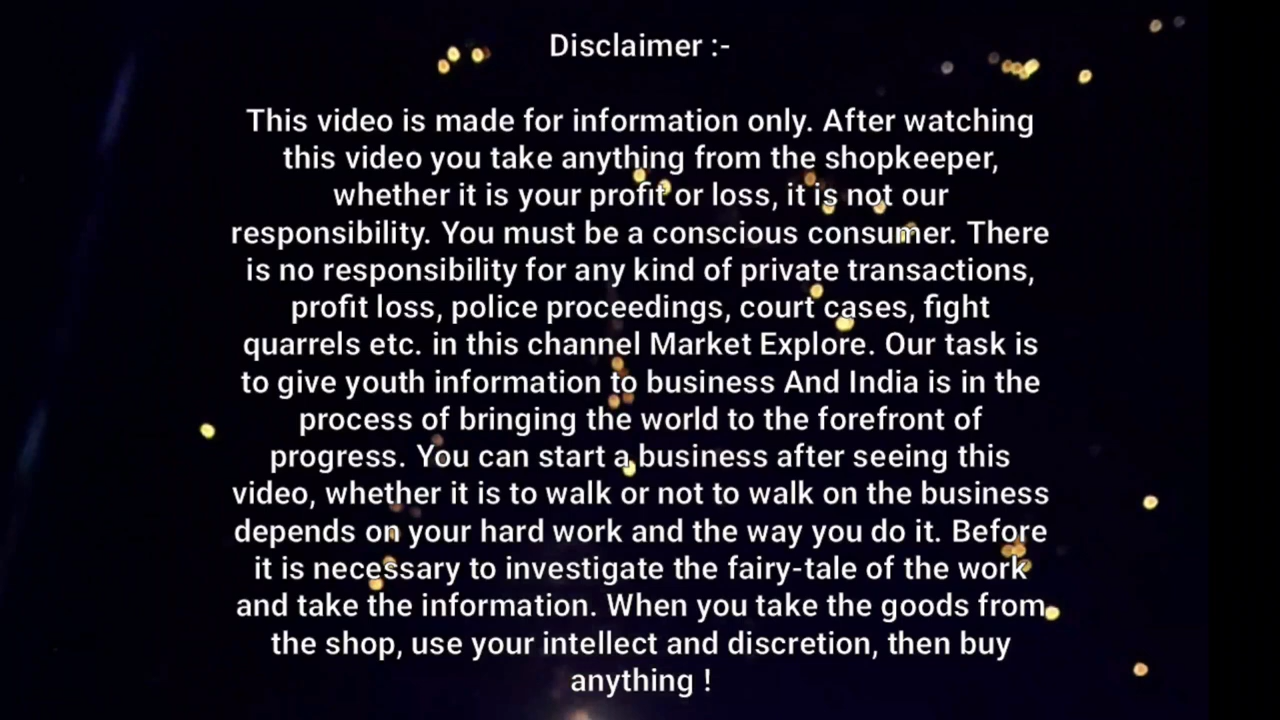 Disclaimer :-
This video is made for information only. After watching
this video you take anything from the shopkeeper,
whether it is your profit or loss, it is not our
responsibility. You must be a conscious consumer. There
is no responsibility for any kind of private transactions,
profit loss, police proceedings, court cases, fight
quarrels etc. in this channel Market Explore. Our task is
to give youth information to business And India is in the
process of bringing the world to the forefront of
progress. You can start a business after seeing this
video, whether it is to walk or not to walk on the business
depends on your hard work and the way you do it. Before
it is necessary to investigate the fairy-tale of the work
and take the information. When you take the goods from
the shop, use your intellect and discretion, then buy
anything !